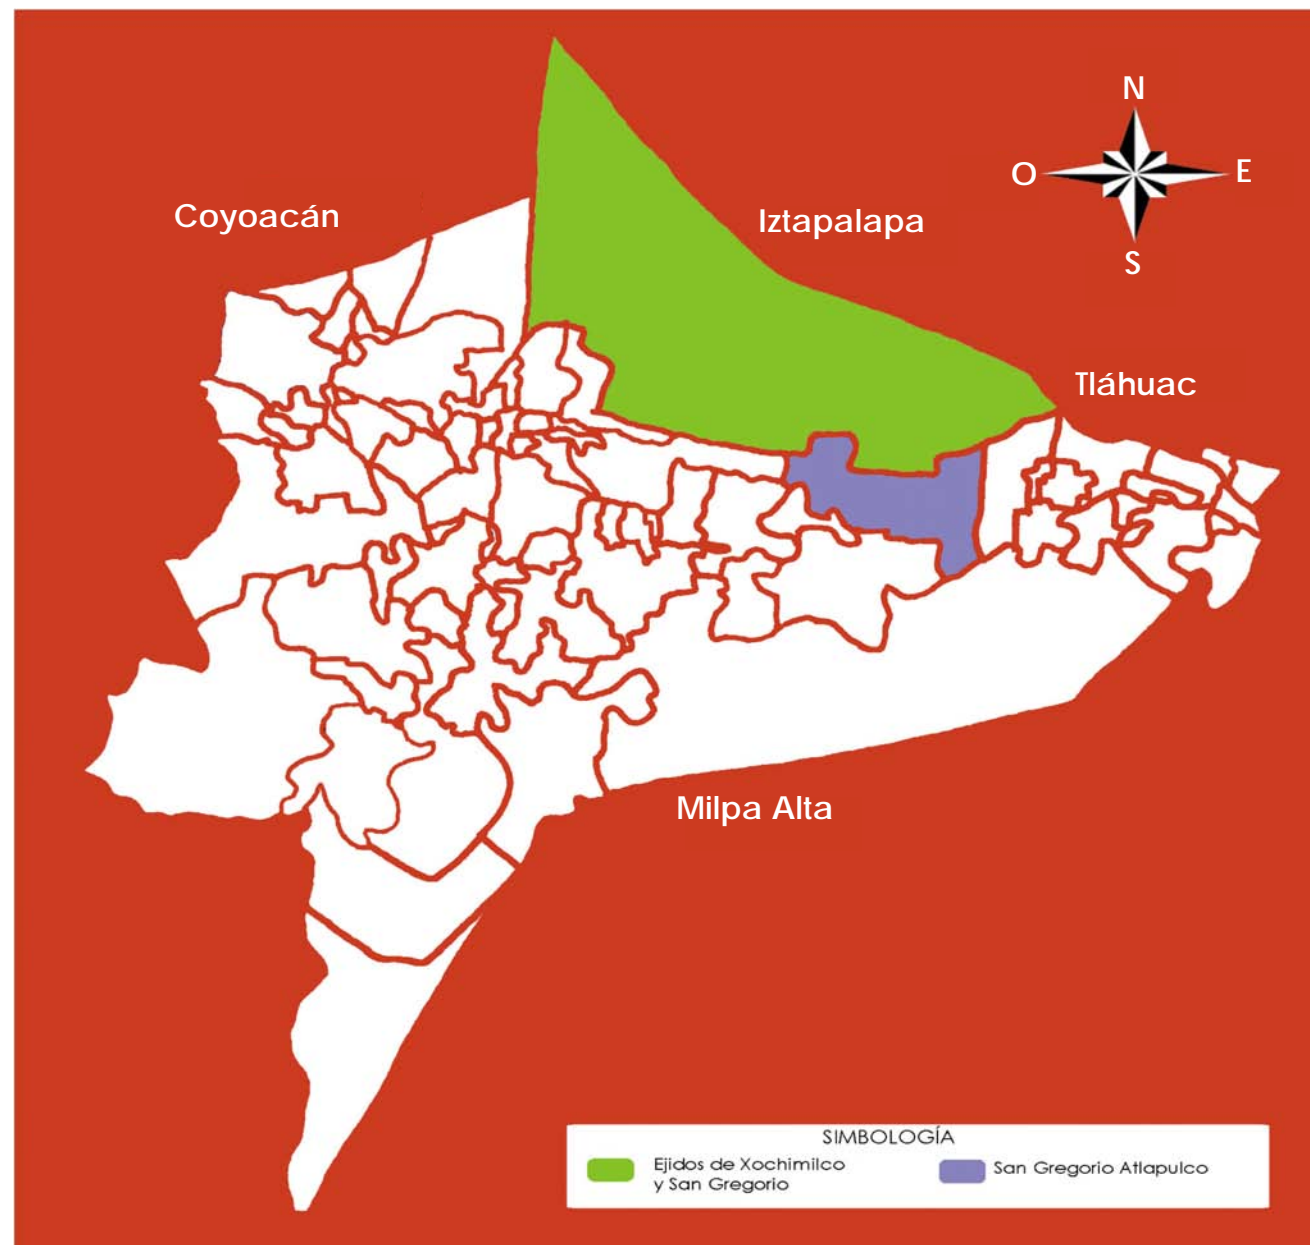 N
O
E
S
Coyoacán
Iztapalapa
Tláhuac
Milpa Alta
SIMBOLOGÍA
Ejidos de Xochimilco
y San Gregorio
San Gregorio Atlapulco